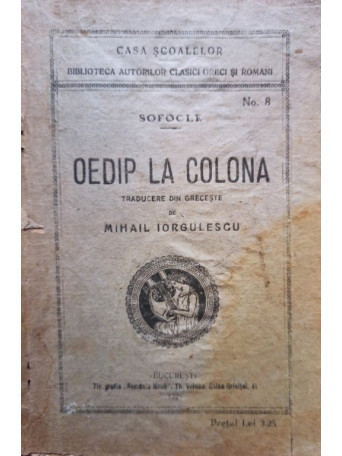 CASA ȘCOALELOR
BIBLIOTECA AUTORILOR CLASICI GRECI ȘI ROMANI
No. 8
SOFOCLE
OEDIP LA COLONA
TRADUCERE DIN GRECEȘTE
DE
MIHAIL IORGULESCU
BUCUREȘTI
Prețul Lei 3.25